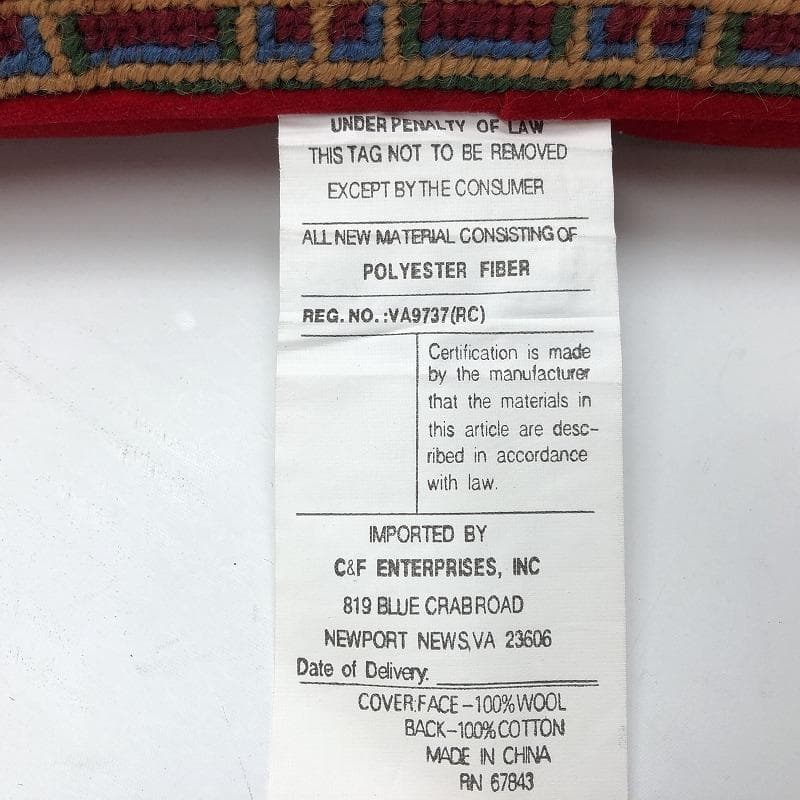 UNDER PENALTY OF LAW
THIS TAG NOT TO BE REMOVED
EXCEPT BY THE CONSUMER
ALL NEW MATERIAL CONSISTING OF
POLYESTER FIBER
REG. NO. :VA9737(RC)
Certification is made
by the manufacturer
that the materials in
this article are desc-
ribed in accordance
with law.
IMPORTED BY
C&F ENTERPRISES, INC
819 BLUE CRAB ROAD
NEWPORT NEWS,VA 23606
Date of Delivery:
COVER:FACE-100% WOOL
BACK-100% COTTON
MADE IN CHINA
RN 67843